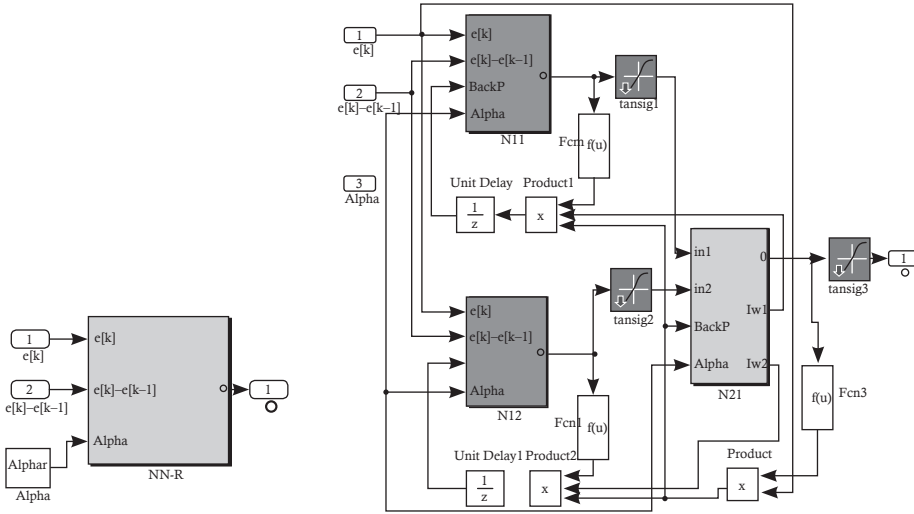 1
e[k]
2
e[k]−e[k−1]
Alphar
Alpha
e[k]
e[k]−e[k−1]
Alpha
NN-R
1
1
e[k]
2
e[k]−e[k−1]
3
Alpha
e[k]
e[k]−e[k−1]
BackP
Alpha
N11
tansig1
Fcm
f(u)
Unit Delay
1
z
Product1
x
e[k]
e[k]−e[k−1]
Alpha
N12
tansig2
Fcn1
f(u)
Unit Delay1
1
z
Product2
x
in1
in2
BackP
Alpha
0
Iw1
Iw2
N21
tansig3
1
f(u)
Fcn3
Product
x